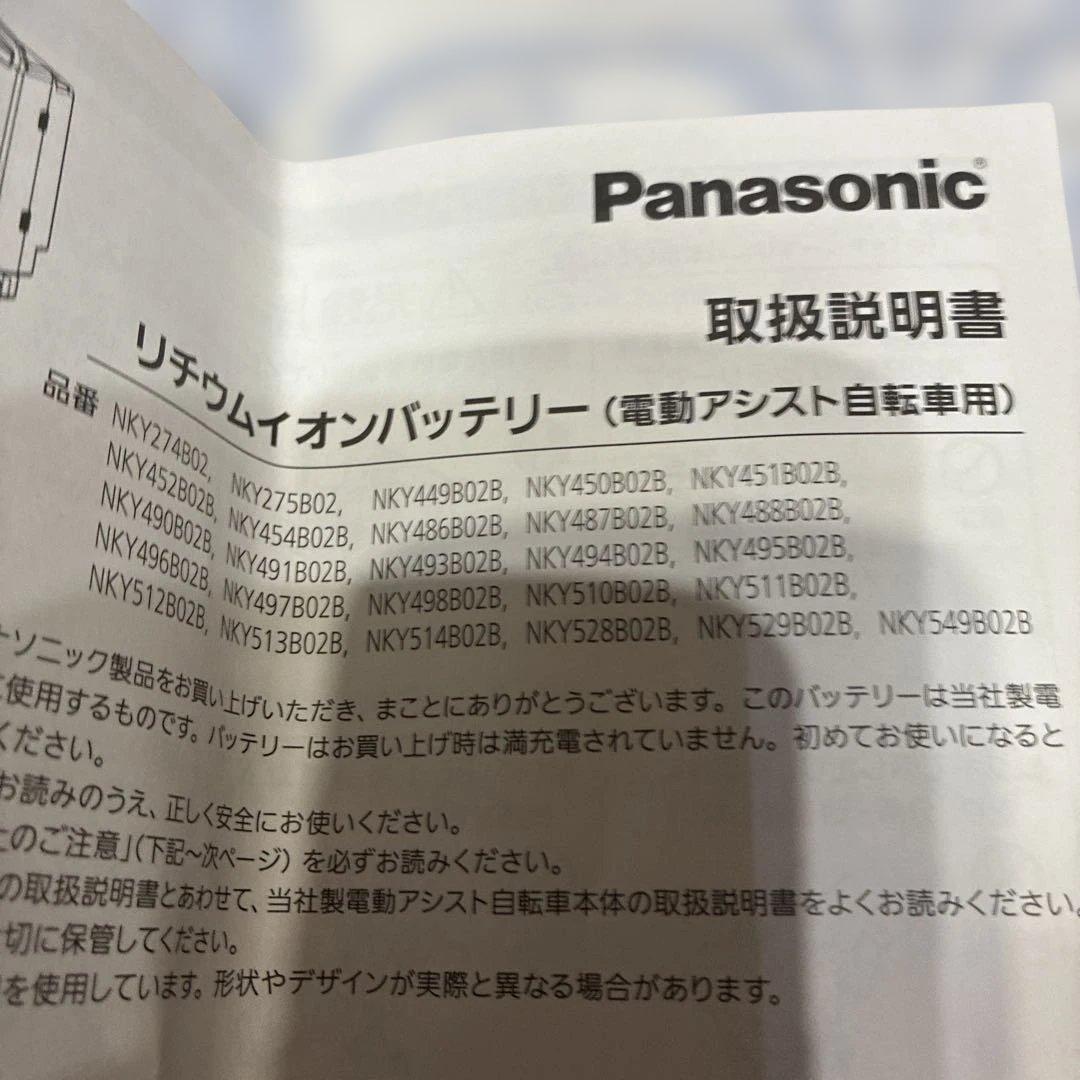 Panasonic®
取扱説明書
リチウムイオンバッテリー（電動アシスト自転車用）
品番 NKY274B02, NKY275B02, NKY449B02B, NKY450B02B, NKY451B02B,
NKY452B02B, NKY454B02B, NKY486B02B, NKY487B02B, NKY488B02B,
NKY490B02B, NKY491B02B, NKY493B02B, NKY494B02B, NKY495B02B,
NKY496B02B, NKY497B02B, NKY498B02B, NKY510B02B, NKY511B02B,
NKY512B02B, NKY513B02B, NKY514B02B, NKY528B02B, NKY529B02B, NKY549B02B
ソニック製品をお買い上げいただき、まことにありがとうございます。このバッテリーは当社製電
使用するものです。バッテリーはお買い上げ時は満充電されていません。初めてお使いになると
ください。
お読みのうえ、正しく安全にお使いください。
のご注意」（下記～次ページ）を必ずお読みください。
の取扱説明書とあわせて、当社製電動アシスト自転車本体の取扱説明書をよくお読みください。
切に保管してください。
を使用しています。形状やデザインが実際と異なる場合があります。